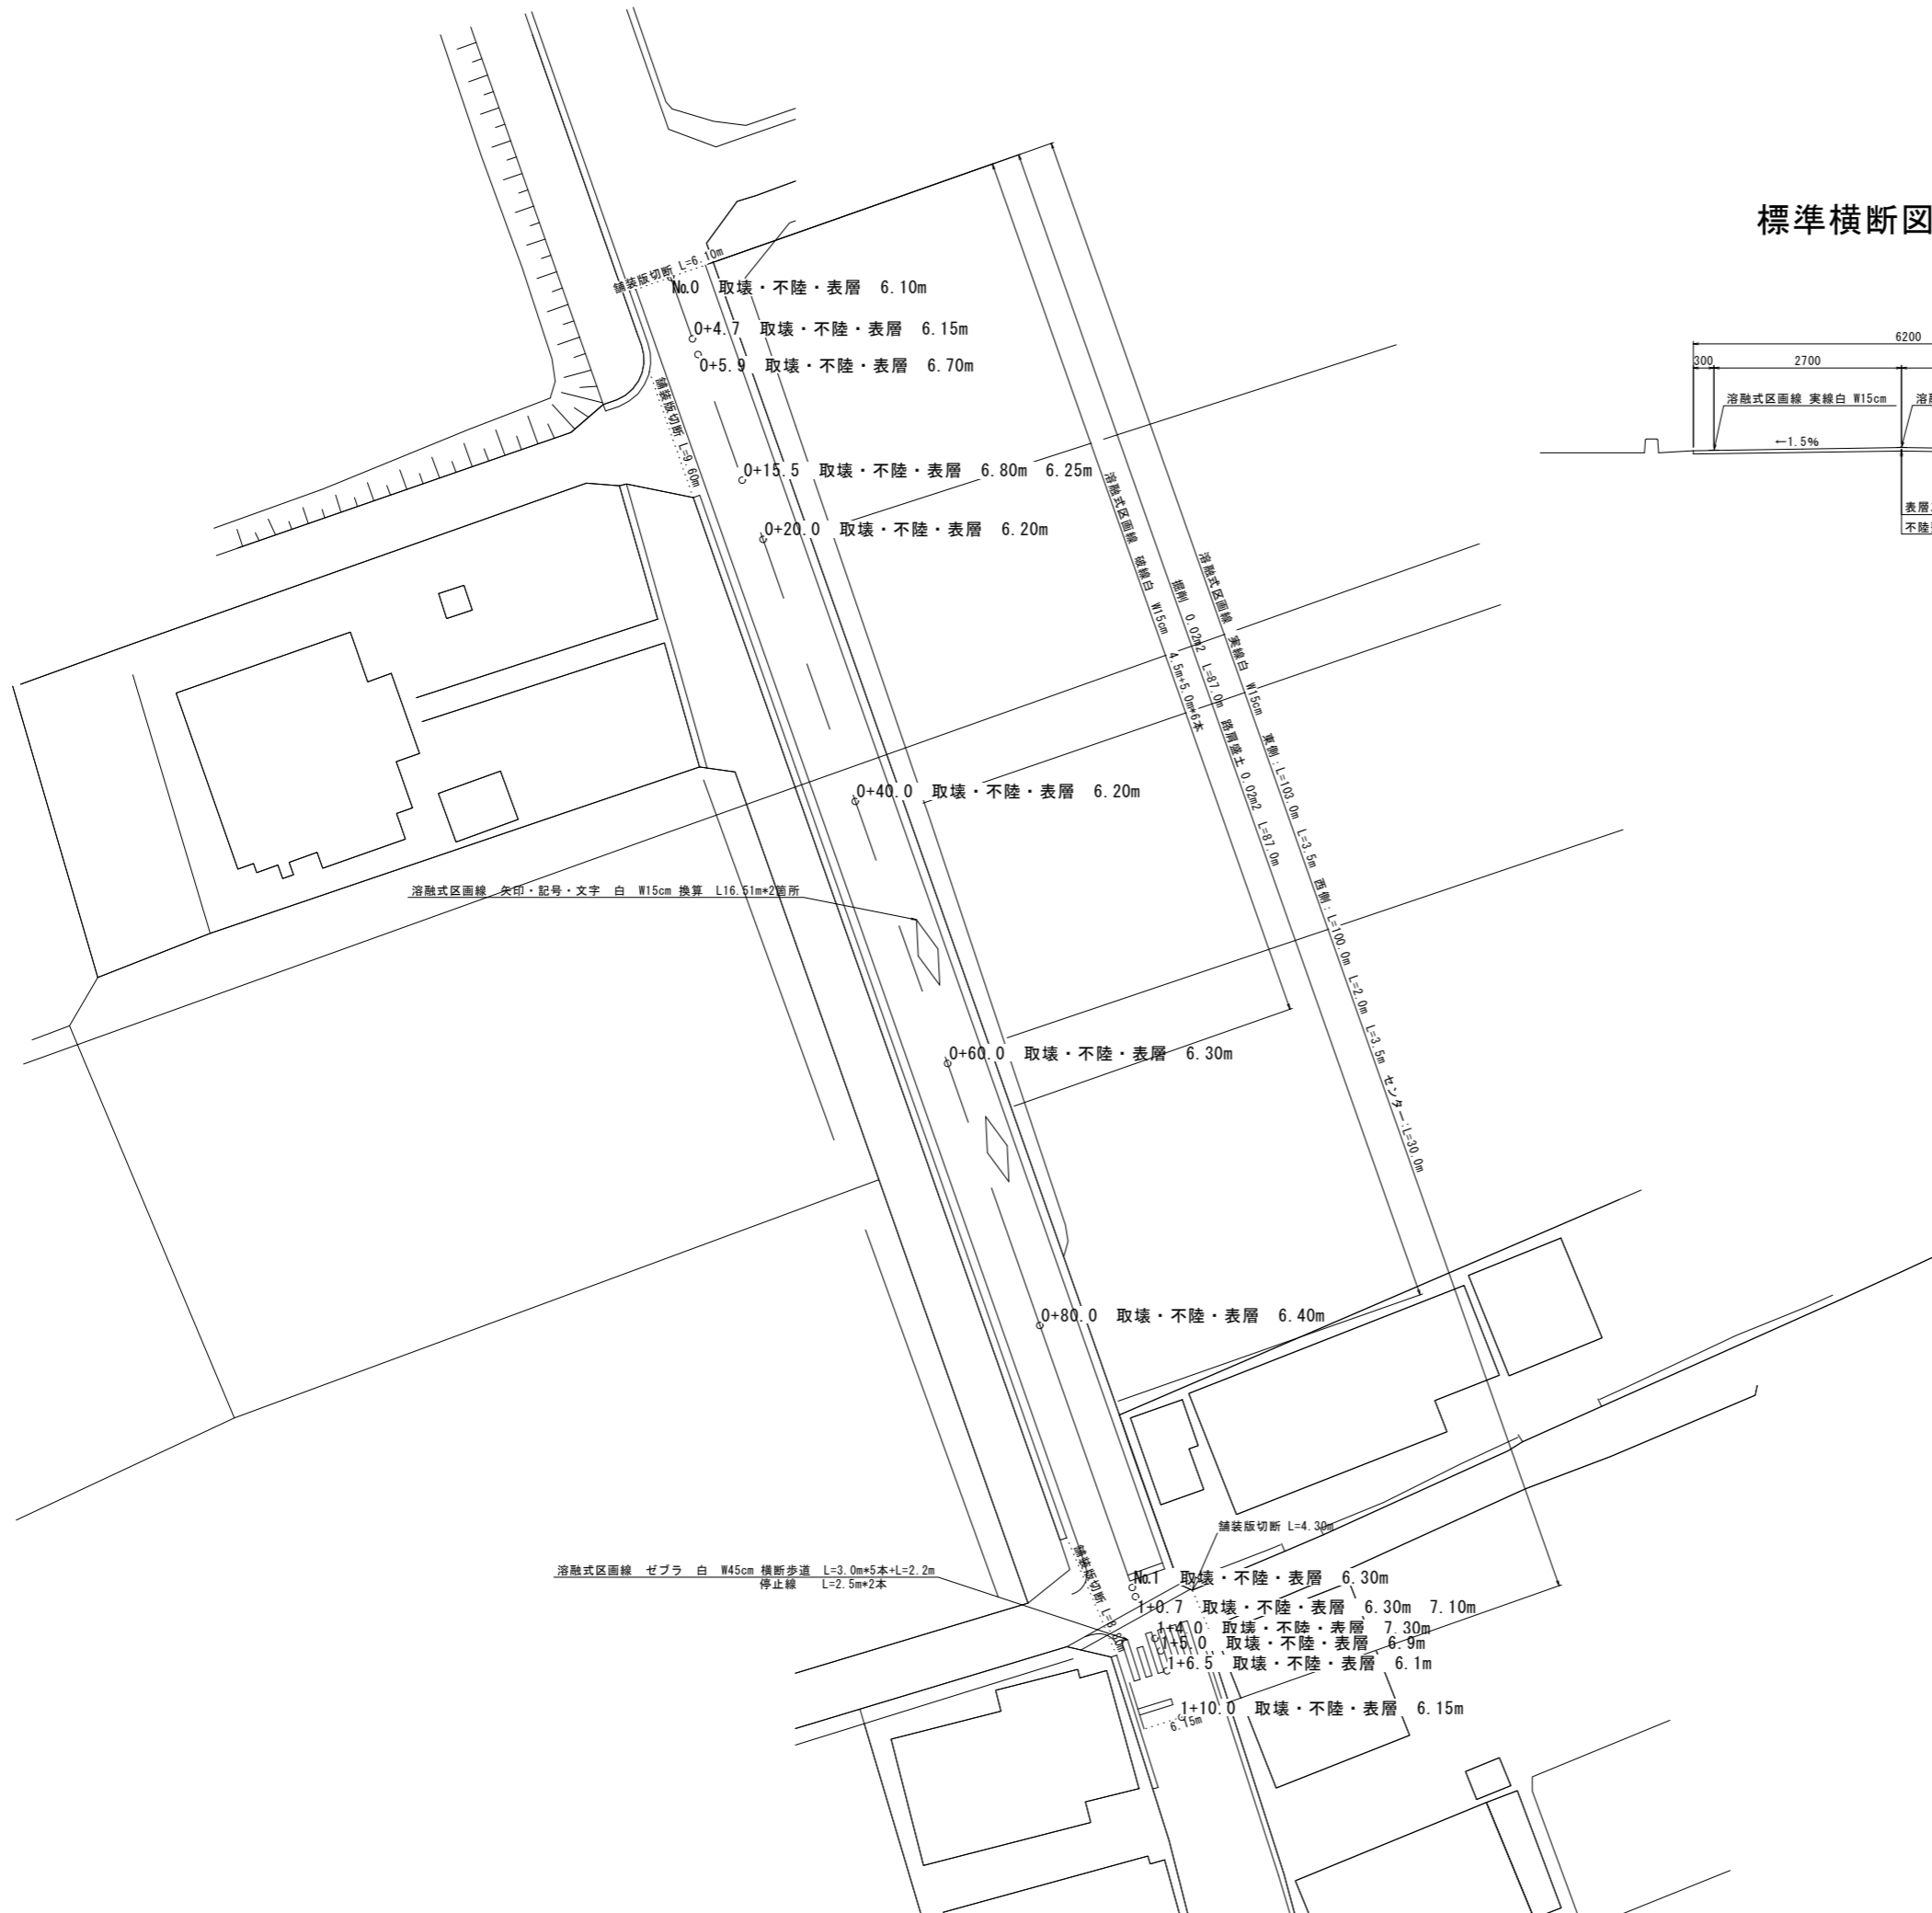 標準横断図
舗装版切断 L=6.10m
№0 取壊・不陸・表層 6.10m
0+4.7 取壊・不陸・表層 6.15m
0+5.9 取壊・不陸・表層 6.70m
舗装版切断 L=9.60m
0+15.5 取壊・不陸・表層 6.80m 6.25m
0+20.0 取壊・不陸・表層 6.20m
0+40.0 取壊・不陸・表層 6.20m
溶融式区画線 矢印・記号・文字 白 W15cm 換算 L16.51m*2箇所
0+60.0 取壊・不陸・表層 6.30m
0+80.0 取壊・不陸・表層 6.40m
溶融式区画線 破線白 W15cm 4.5m+5.0m*6本
掘削 0.02m2 L=87.0m 路肩盛土 0.02m2 L=87.0m
溶融式区画線 実線白 W15cm 東側:L=103.0m L=3.5m 西側:L=100.0m L=2.0m L=3.5m センター:L=30.0m
6200
300
2700
溶融式区画線 実線白 W15cm
←1.5%
表層
不陸
舗装版切断 L=4.30m
溶融式区画線 ゼブラ 白 W45cm 横断歩道 L=3.0m*5本+L=2.2m
停止線 L=2.5m*2本
舗装版切断 L=3.80m
№1 取壊・不陸・表層 6.30m
1+0.7 取壊・不陸・表層 6.30m 7.10m
1+4.0 取壊・不陸・表層 7.30m
1+5.0 取壊・不陸・表層 6.9m
1+6.5 取壊・不陸・表層 6.1m
1+10.0 取壊・不陸・表層 6.15m
6.15m